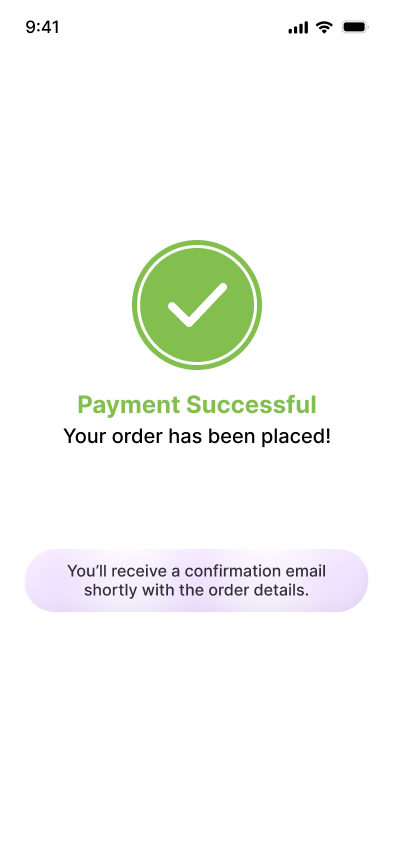 9:41
Payment Successful
Your order has been placed!
You’ll receive a confirmation email
shortly with the order details.